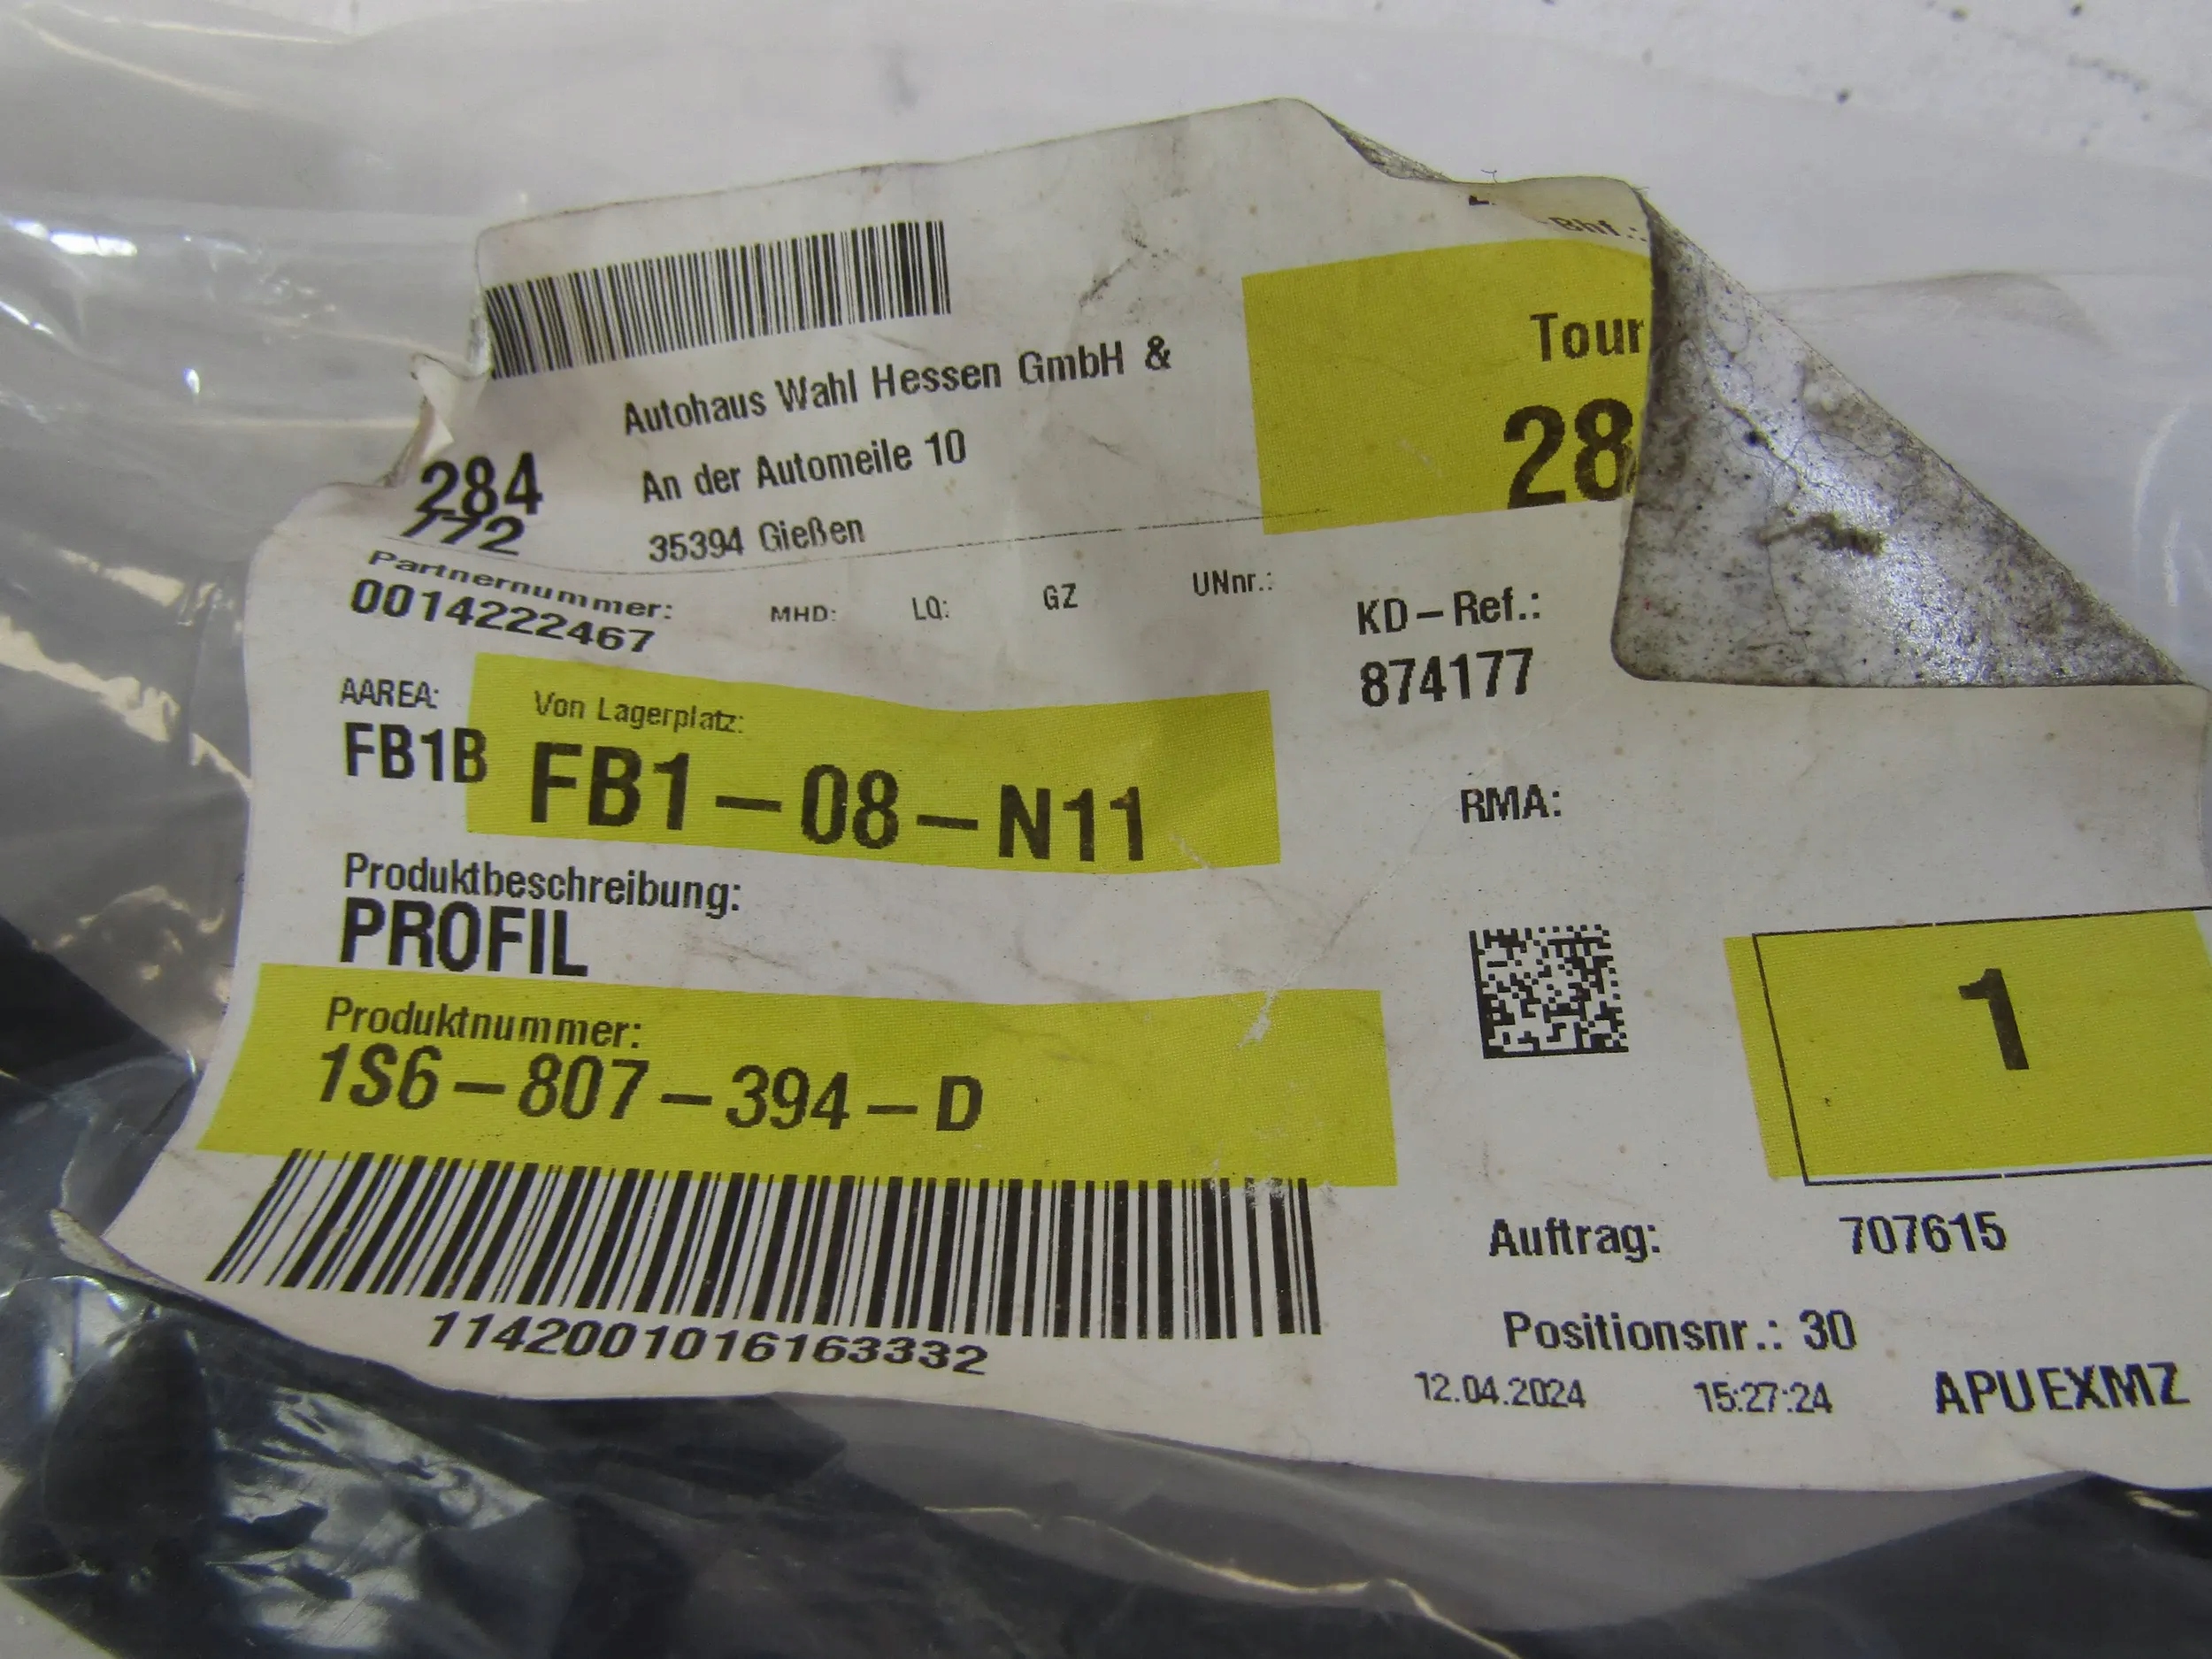 Bhf.:
Autohaus Wahl Hessen GmbH &
An der Automeile 10
35394 Gießen
284
772
Tour
28
Partnernummer:
0014222467
MHD: LQ: GZ UNnr.:
KD-Ref.:
874177
AAREA:
FB1B
Von Lagerplatz:
FB1-08-N11
RMA:
Produktbeschreibung:
PROFIL
Produktnummer:
1S6-807-394-D
1
1142001016163332
Auftrag: 707615
Positionsnr.: 30
12.04.2024 15:27:24 APUEXMZ